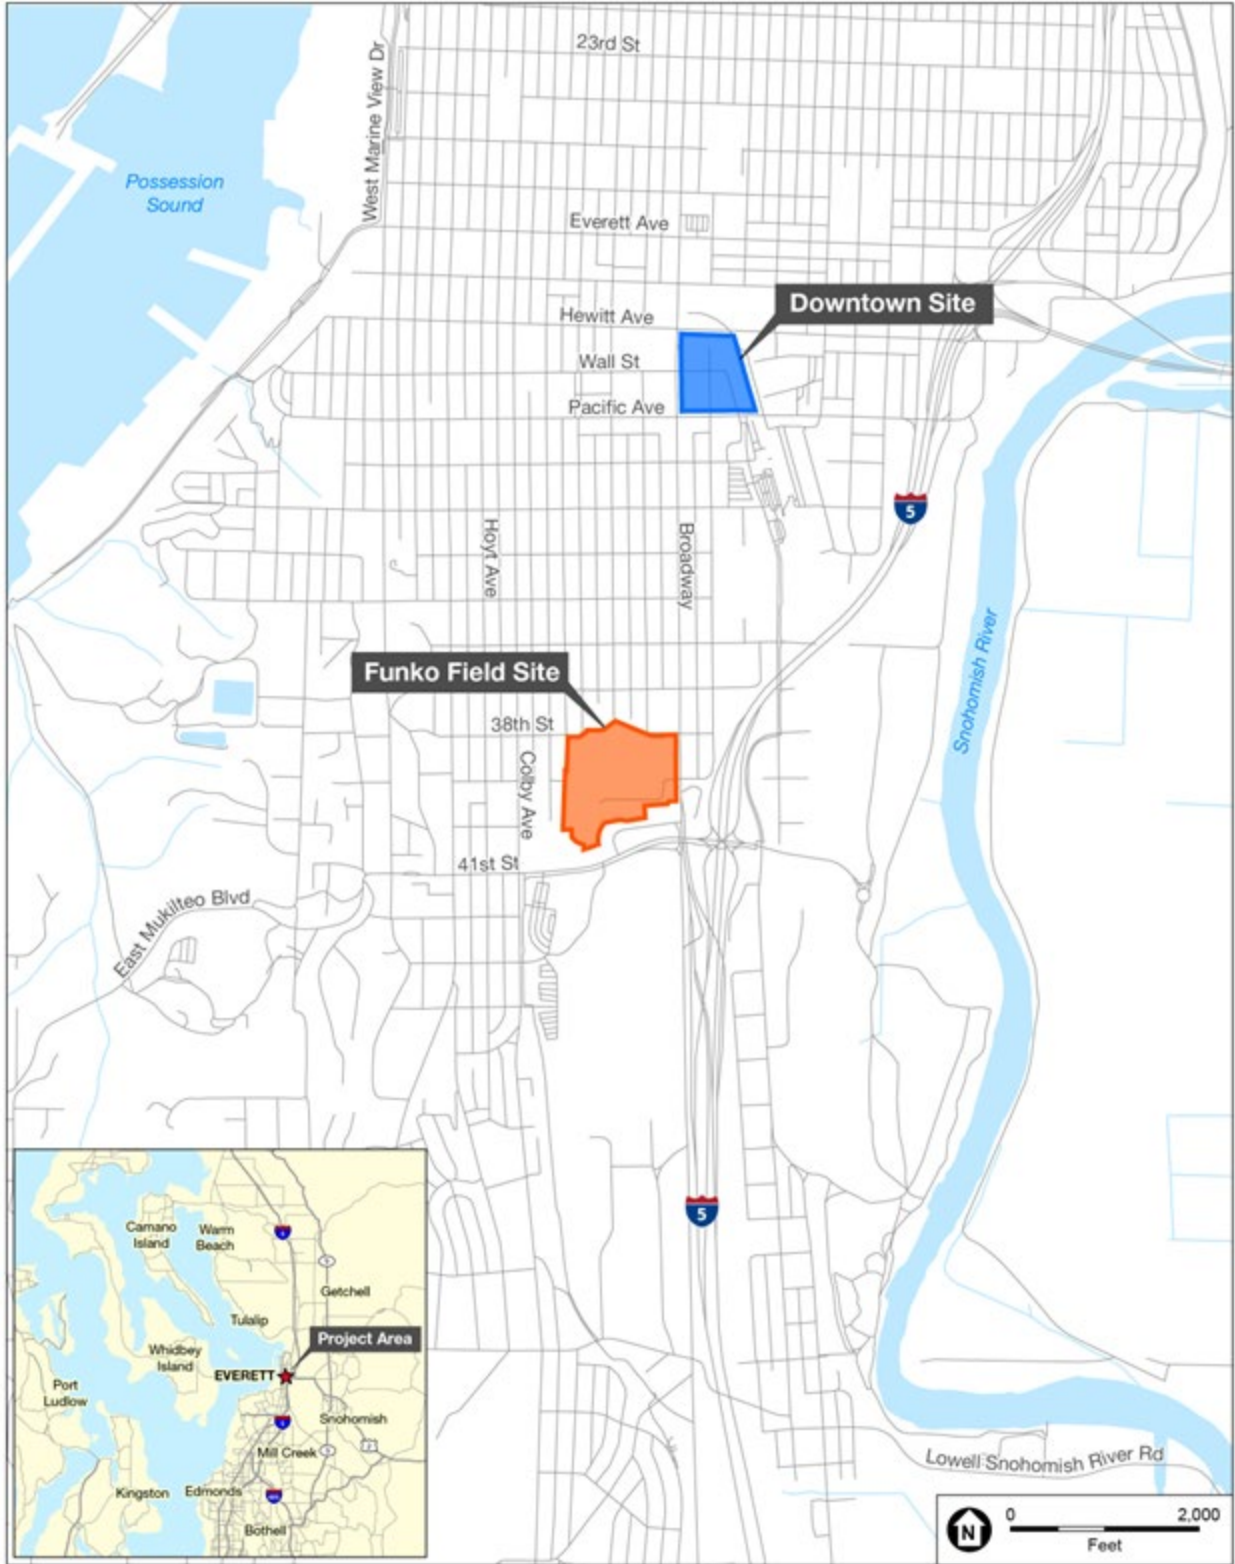 23rd St
West Marine View Dr
Possession
Sound
Everett Ave
Downtown Site
Hewitt Ave
Wall St
Pacific Ave
5
Hoyt Ave
Broadway
Snohomish River
Funko Field Site
38th St
Colby Ave
41st St
East Mukilteo Blvd
5
Camano
Island
Warm
Beach
Getchell
Tulalip
Project Area
Whidbey
Island
EVERETT
Port
Ludlow
Snohomish
Mill Creek
Kingston
Edmonds
Bothell
Lowell Snohomish River Rd
N
0
2,000
Feet